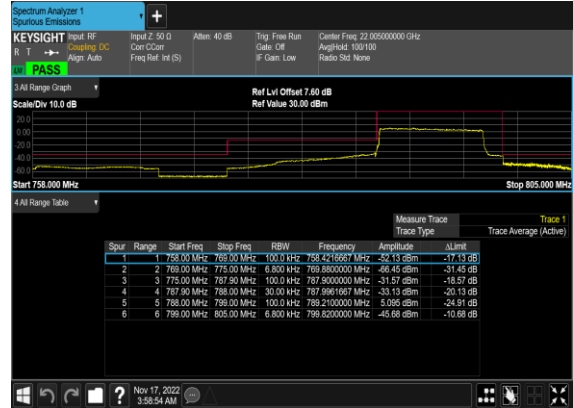 Spectrum Analyzer 1
Spurious Emissions
KEYSIGHT Input: RF Input Z: 50 Ω Atten: 40 dB Trig: Free Run Center Freq: 22.005000000 GHz
R T Coupling: DC Corr CCorr Gate: Off Avg|Hold: 100/100
Align: Auto Freq Ref: Int (S) IF Gain: Low Radio Std: None
PASS
3 All Range Graph Ref Lvl Offset 7.60 dB
Scale/Div 10.0 dB Ref Value 30.00 dBm
20.0
0.00
-20.0
-40.0
-60.0
Start 758.000 MHz Stop 805.000 MHz
4 All Range Table
Measure Trace Trace 1
Trace Type Trace Average (Active)
Spur Range Start Freq Stop Freq RBW Frequency Amplitude ΔLimit
1 1 758.00 MHz 769.00 MHz 100.0 kHz 758.4216667 MHz -52.13 dBm -17.13 dB
2 2 769.00 MHz 775.00 MHz 6.800 kHz 769.8800000 MHz -66.45 dBm -31.45 dB
3 3 775.00 MHz 787.90 MHz 100.0 kHz 787.9000000 MHz -31.57 dBm -18.57 dB
4 4 787.90 MHz 788.00 MHz 30.00 kHz 787.9961667 MHz -33.13 dBm -20.13 dB
5 5 788.00 MHz 799.00 MHz 100.0 kHz 789.2100000 MHz 5.095 dBm -24.91 dB
6 6 799.00 MHz 805.00 MHz 6.800 kHz 799.8200000 MHz -45.68 dBm -10.68 dB
? Nov 17, 2022
3:58:54 AM